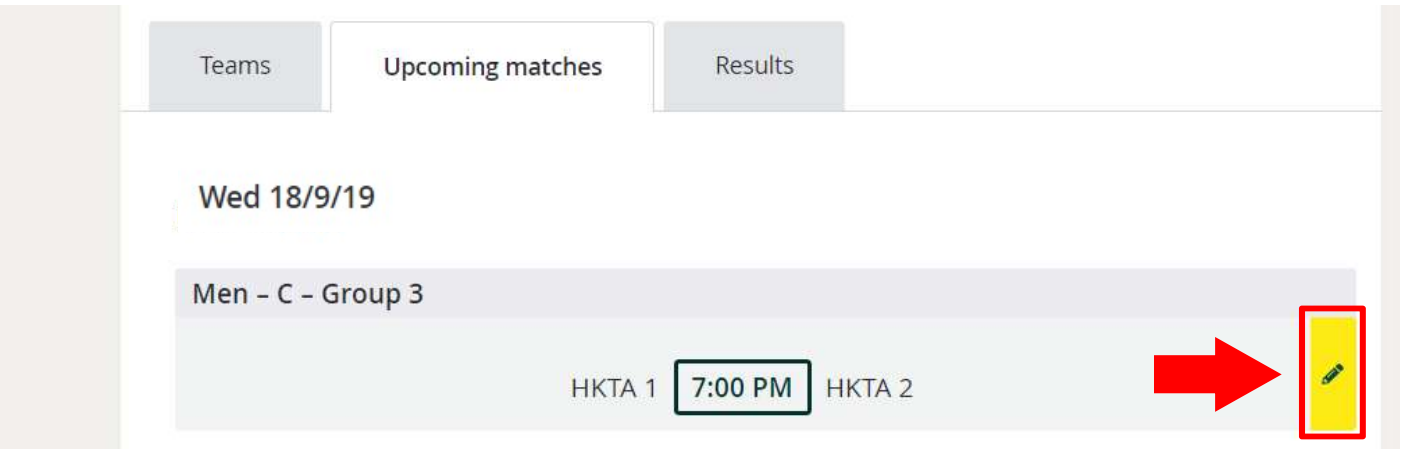 Teams Upcoming matches Results
Wed 18/9/19
Men – C – Group 3
HKTA 1 7:00 PM HKTA 2